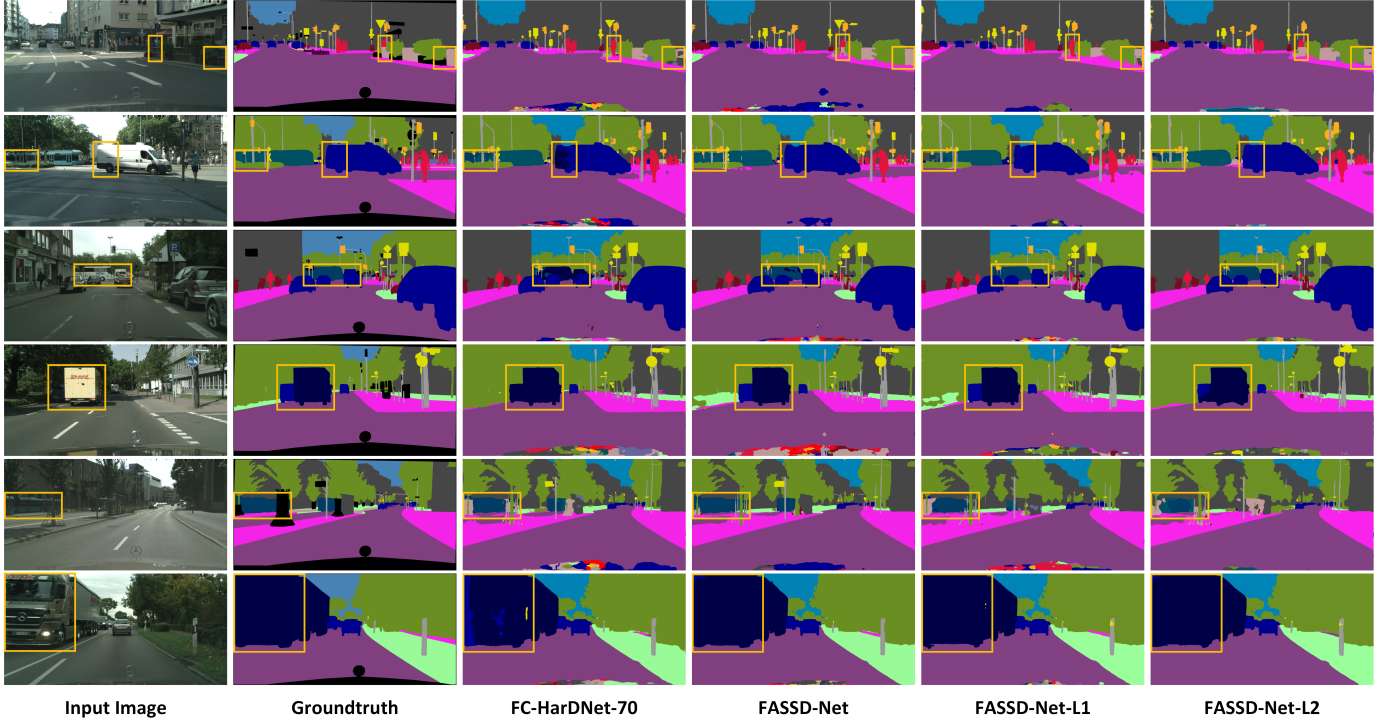 Input Image
Groundtruth
FC-HarDNet-70
FASSD-Net
FASSD-Net-L1
FASSD-Net-L2